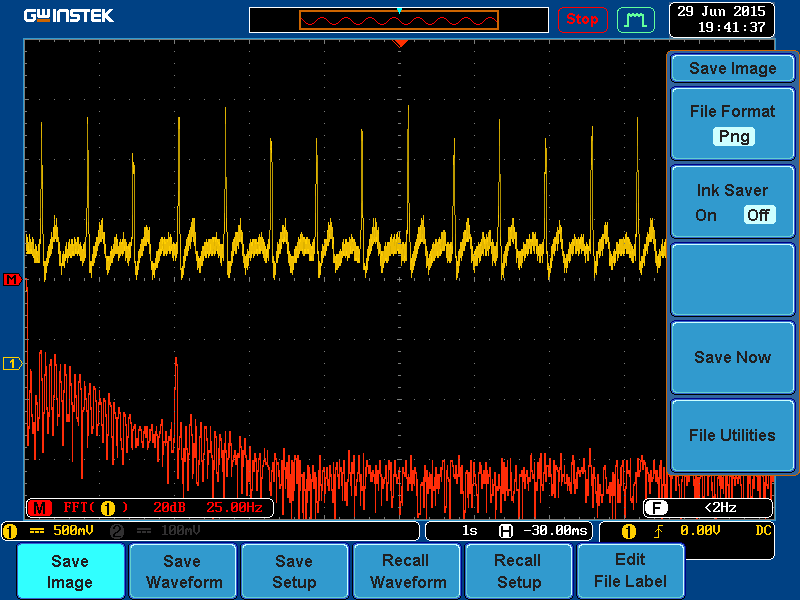 GWINSTEK
Stop
29 Jun 2015
19:41:37
Save Image
File Format
Png
Ink Saver
On Off
Save Now
File Utilities
M
1
M FFT( 1 ) 20dB 25.00Hz
F <2Hz
1 500mV 2 100mV
1s H -30.00ms
1 0.00V DC
Save
Image
Save
Waveform
Save
Setup
Recall
Waveform
Recall
Setup
Edit
File Label